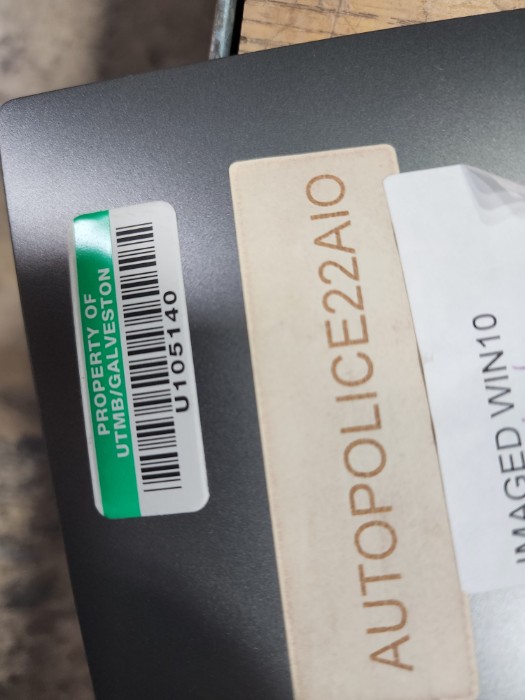 PROPERTY OF
UTMB/GALVESTON
U105140
AUTOPOLICE22AIO
IMAGED WIN10